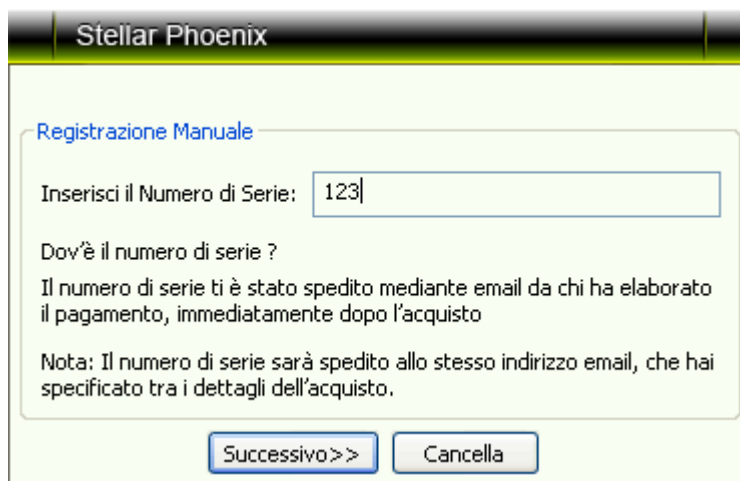 Stellar Phoenix
Registrazione Manuale
Inserisci il Numero di Serie: 123
Dov'è il numero di serie ?
Il numero di serie ti è stato spedito mediante email da chi ha elaborato
il pagamento, immediatamente dopo l'acquisto
Nota: Il numero di serie sarà spedito allo stesso indirizzo email, che hai
specificato tra i dettagli dell'acquisto.
Successivo>> Cancella